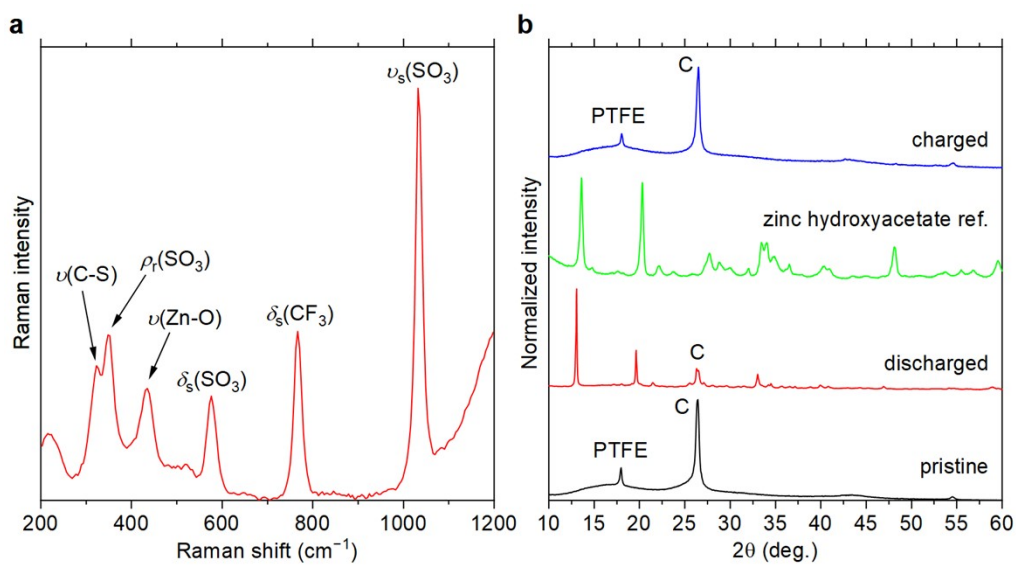 a
b
υs(SO3)
υ(C-S)
ρr(SO3)
υ(Zn-O)
δs(SO3)
δs(CF3)
Raman intensity
200 400 600 800 1000 1200
Raman shift (cm−1)
C
PTFE
charged
zinc hydroxyacetate ref.
C
discharged
C
PTFE
pristine
Normalized intensity
10 15 20 25 30 35 40 45 50 55 60
2θ (deg.)